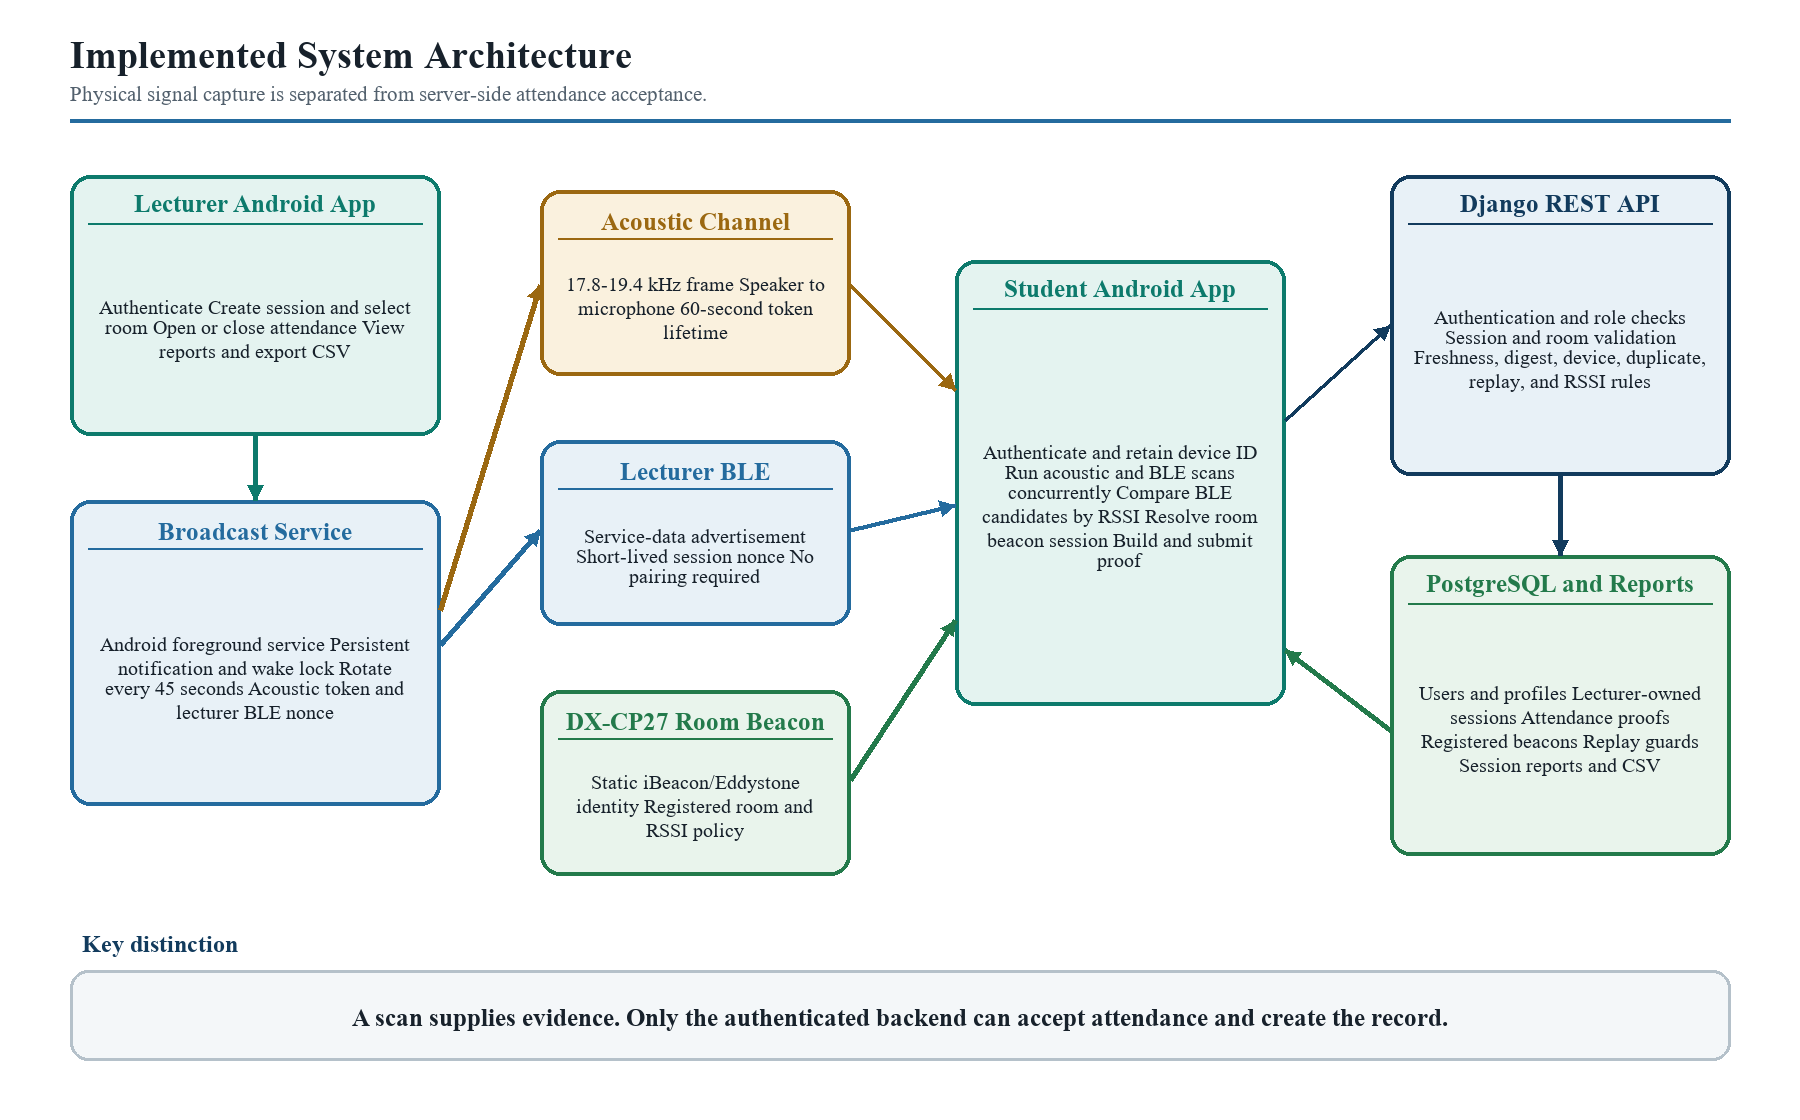 Implemented System Architecture
Physical signal capture is separated from server-side attendance acceptance.
Lecturer Android App
Authenticate Create session and select
room Open or close attendance View
reports and export CSV
Broadcast Service
Android foreground service Persistent
notification and wake lock Rotate
every 45 seconds Acoustic token and
lecturer BLE nonce
Acoustic Channel
17.8-19.4 kHz frame Speaker to
microphone 60-second token
lifetime
Lecturer BLE
Service-data advertisement
Short-lived session nonce No
pairing required
DX-CP27 Room Beacon
Static iBeacon/Eddystone
identity Registered room and
RSSI policy
Student Android App
Authenticate and retain device ID
Run acoustic and BLE scans
concurrently Compare BLE
candidates by RSSI Resolve room
beacon session Build and submit
proof
Django REST API
Authentication and role checks
Session and room validation
Freshness, digest, device, duplicate,
replay, and RSSI rules
PostgreSQL and Reports
Users and profiles Lecturer-owned
sessions Attendance proofs
Registered beacons Replay guards
Session reports and CSV
Key distinction
A scan supplies evidence. Only the authenticated backend can accept attendance and create the record.